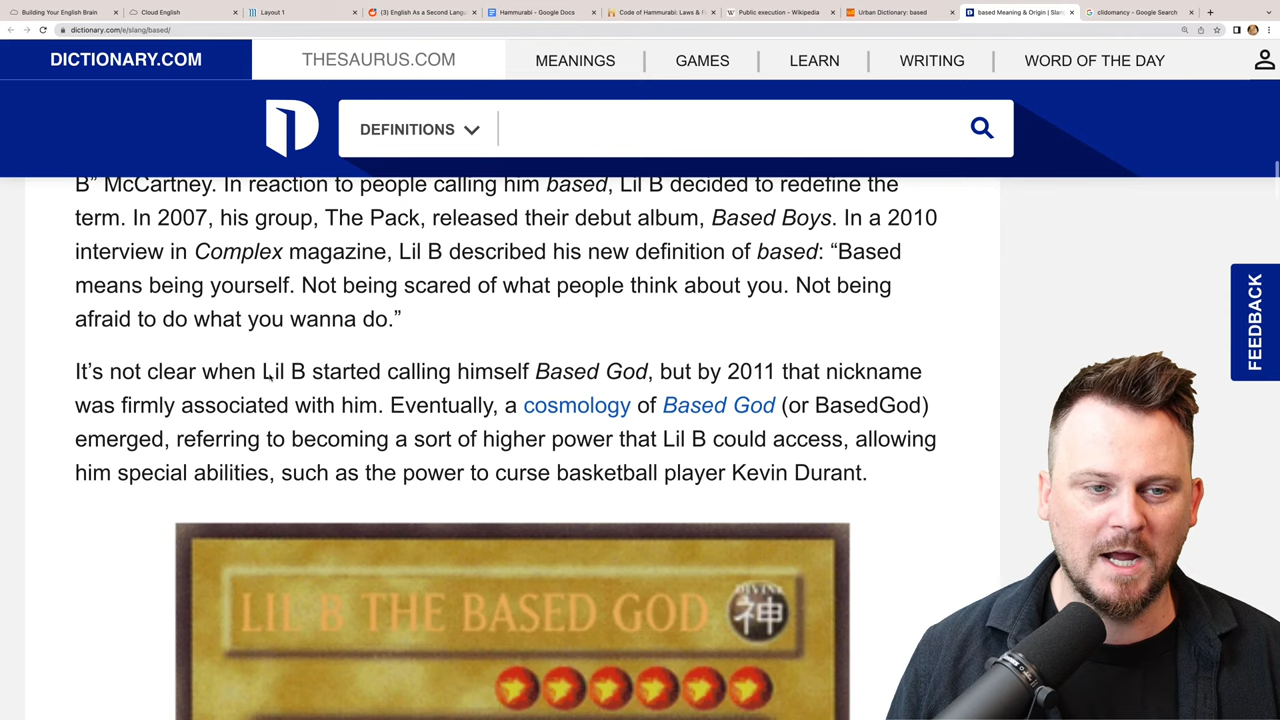 Building Your English Brain
Cloud English
Layout 1
(3) English As a Second Lang
Hammurabi - Google Docs
Code of Hammurabi: Laws & F
Public execution - Wikipedia
Urban Dictionary: based
based Meaning & Origin | Slan
clidomancy - Google Search
dictionary.com/e/slang/based/
DICTIONARY.COM
THESAURUS.COM
MEANINGS
GAMES
LEARN
WRITING
WORD OF THE DAY
DEFINITIONS
B” McCartney. In reaction to people calling him based, Lil B decided to redefine the
term. In 2007, his group, The Pack, released their debut album, Based Boys. In a 2010
interview in Complex magazine, Lil B described his new definition of based: “Based
means being yourself. Not being scared of what people think about you. Not being
afraid to do what you wanna do.”
It’s not clear when Lil B started calling himself Based God, but by 2011 that nickname
was firmly associated with him. Eventually, a cosmology of Based God (or BasedGod)
emerged, referring to becoming a sort of higher power that Lil B could access, allowing
him special abilities, such as the power to curse basketball player Kevin Durant.
FEEDBACK
LIL B THE BASED GOD
DIVINE
神